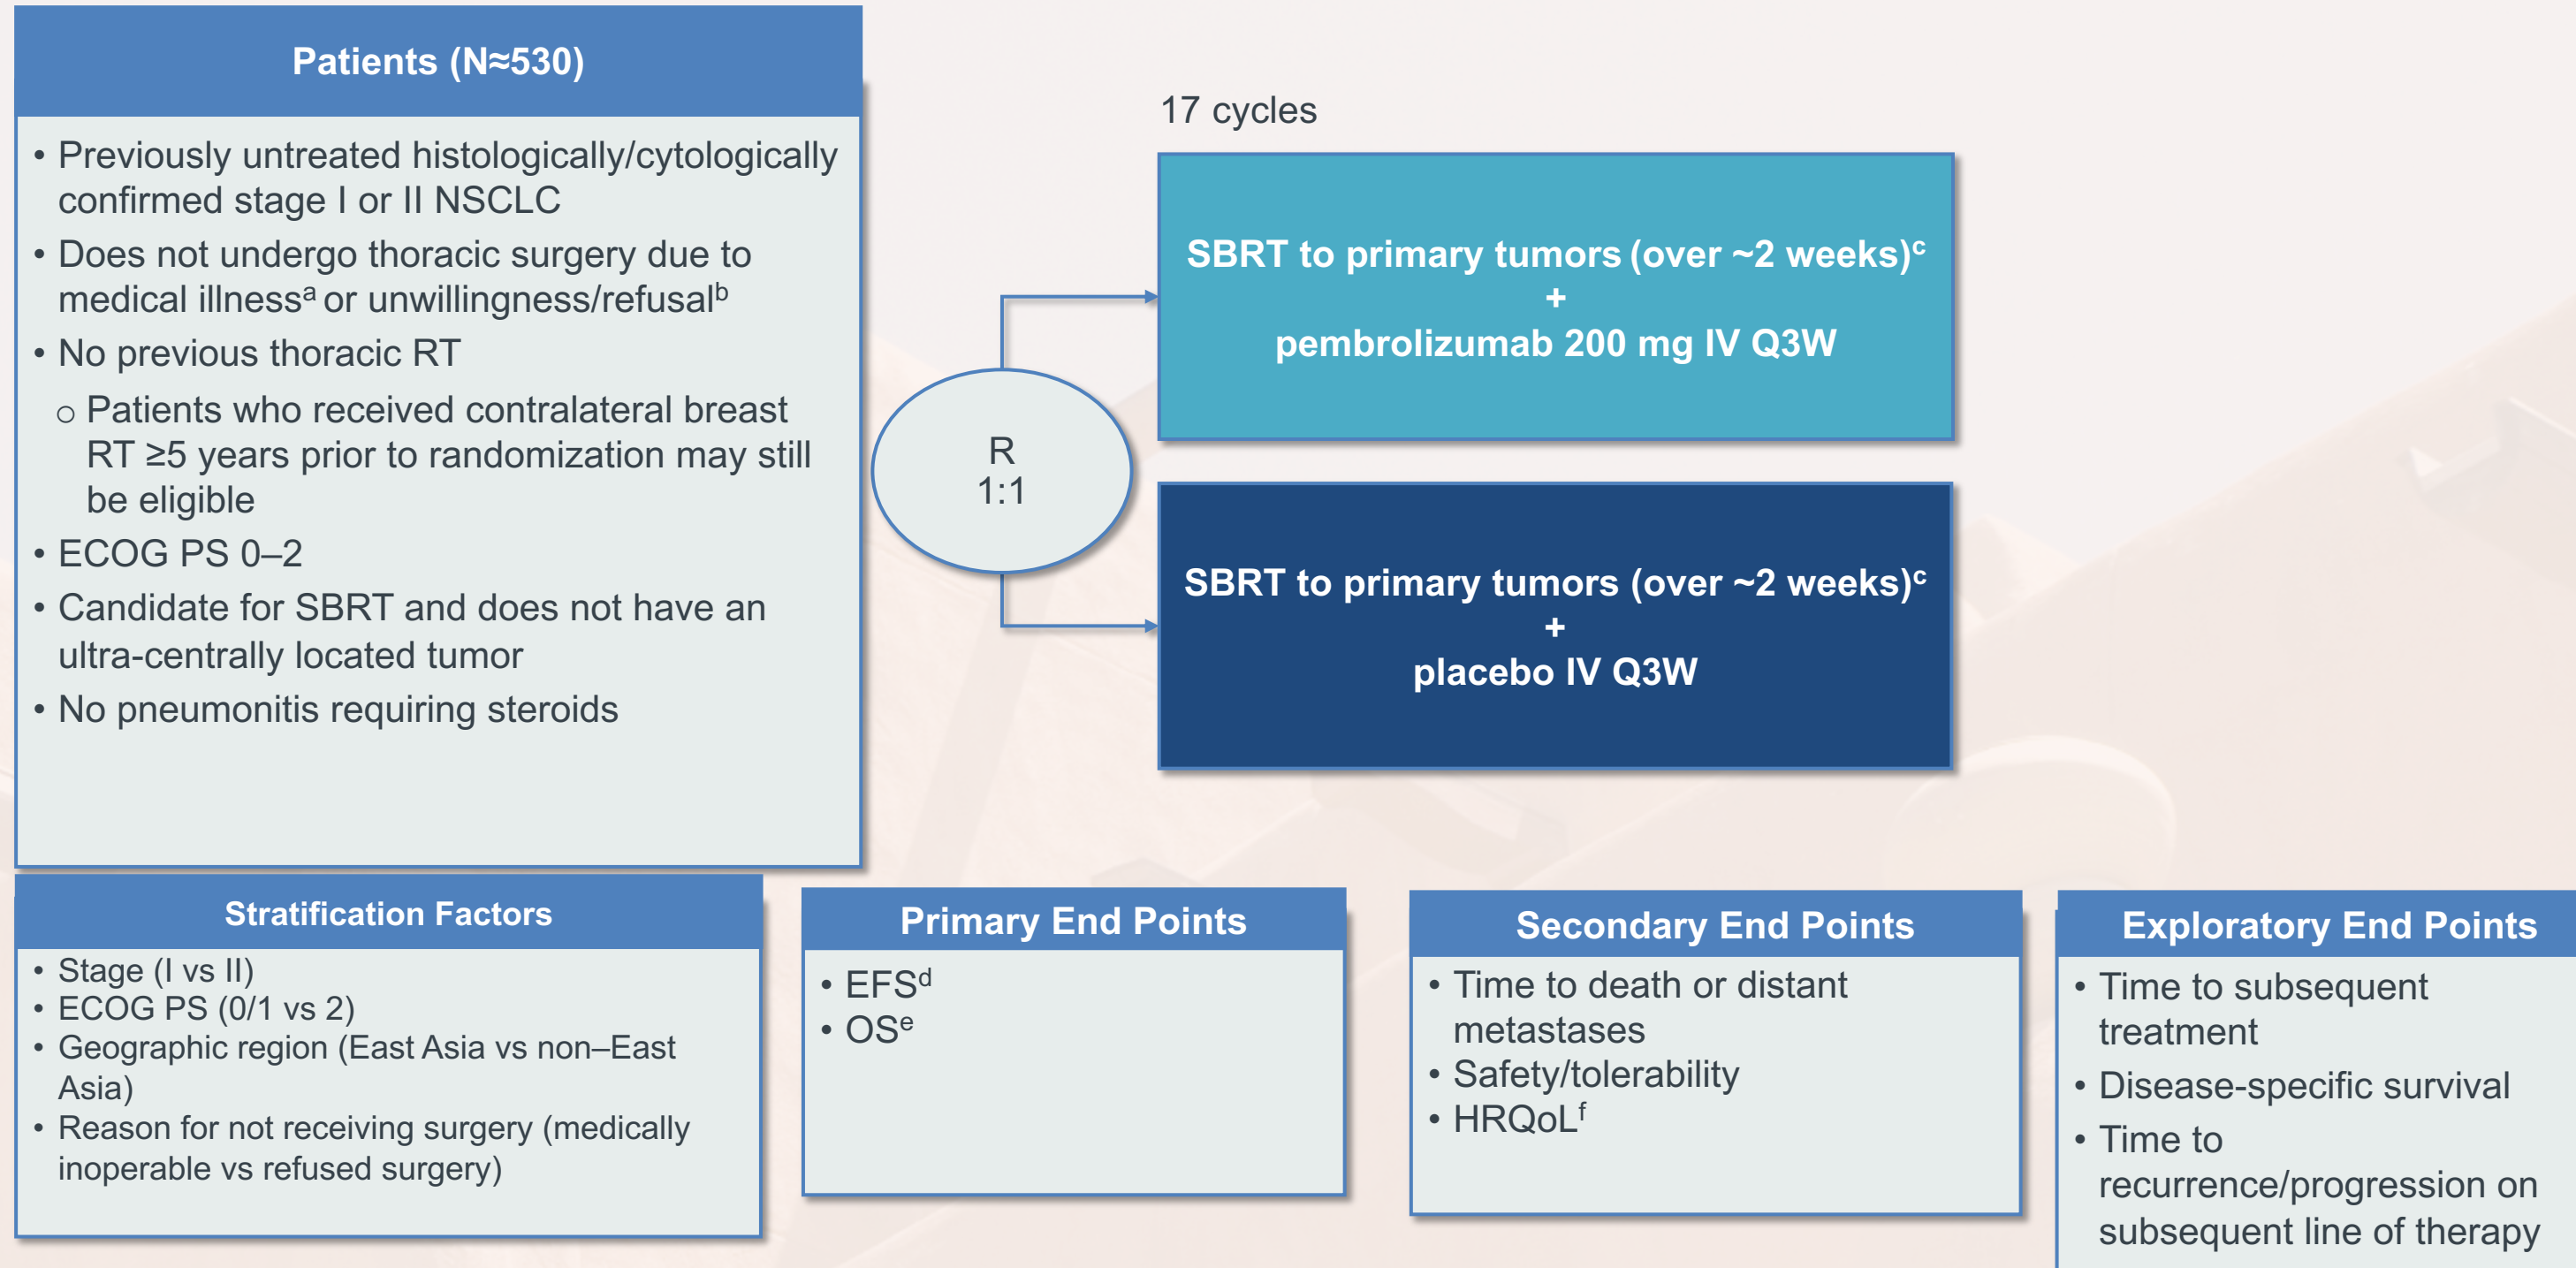 Patients (N≈530)
• Previously untreated histologically/cytologically
confirmed stage I or II NSCLC
• Does not undergo thoracic surgery due to
medical illnessᵃ or unwillingness/refusalᵇ
• No previous thoracic RT
○ Patients who received contralateral breast
RT ≥5 years prior to randomization may still
be eligible
• ECOG PS 0–2
• Candidate for SBRT and does not have an
ultra-centrally located tumor
• No pneumonitis requiring steroids
R
1:1
17 cycles
SBRT to primary tumors (over ~2 weeks)ᶜ
+
pembrolizumab 200 mg IV Q3W
SBRT to primary tumors (over ~2 weeks)ᶜ
+
placebo IV Q3W
Stratification Factors
• Stage (I vs II)
• ECOG PS (0/1 vs 2)
• Geographic region (East Asia vs non–East
Asia)
• Reason for not receiving surgery (medically
inoperable vs refused surgery)
Primary End Points
• EFSᵈ
• OSᵉ
Secondary End Points
• Time to death or distant
metastases
• Safety/tolerability
• HRQoLᶠ
Exploratory End Points
• Time to subsequent
treatment
• Disease-specific survival
• Time to
recurrence/progression on
subsequent line of therapy